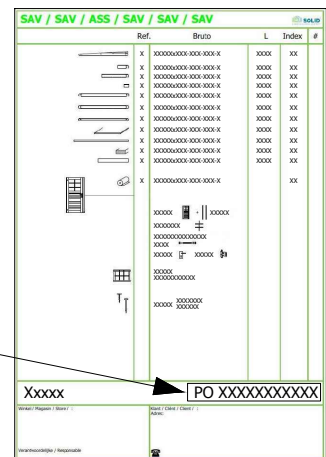 SAV / SAV / ASS / SAV / SAV / SAV SOLID
Ref. Bruto L Index #
X XXXXXxXXX-XXX-XXX-X XXXX XX
X XXXXXxXXX-XXX-XXX-X XXXX XX
X XXXXXxXXX-XXX-XXX-X XXXX XX
X XXXXXxXXX-XXX-XXX-X XXXX XX
X XXXXXxXXX-XXX-XXX-X XXXX XX
X XXXXXxXXX-XXX-XXX-X XXXX XX
X XXXXXxXXX-XXX-XXX-X XXXX XX
X XXXXXxXXX-XXX-XXX-X XXXX XX
X XXXXXxXXX-XXX-XXX-X XXXX XX
X XXXXXxXXX-XXX-XXX-X XXXX XX
X XXXXXxXXX-XXX-XXX-X XX
XXXXX + XXXXX
XXXXXXX
XXXXXXXXXXXXXX
XXXX
XXXXX XXXXX
XXXXX
XXXXXXXXXXX
XXXXX XXXXXXX
XXXXXX
Xxxxx PO XXXXXXXXXXX
Winkel / Magasin / Store / : Klant / Client / Client / :
Adres:
Verantwoordelijke / Responsable